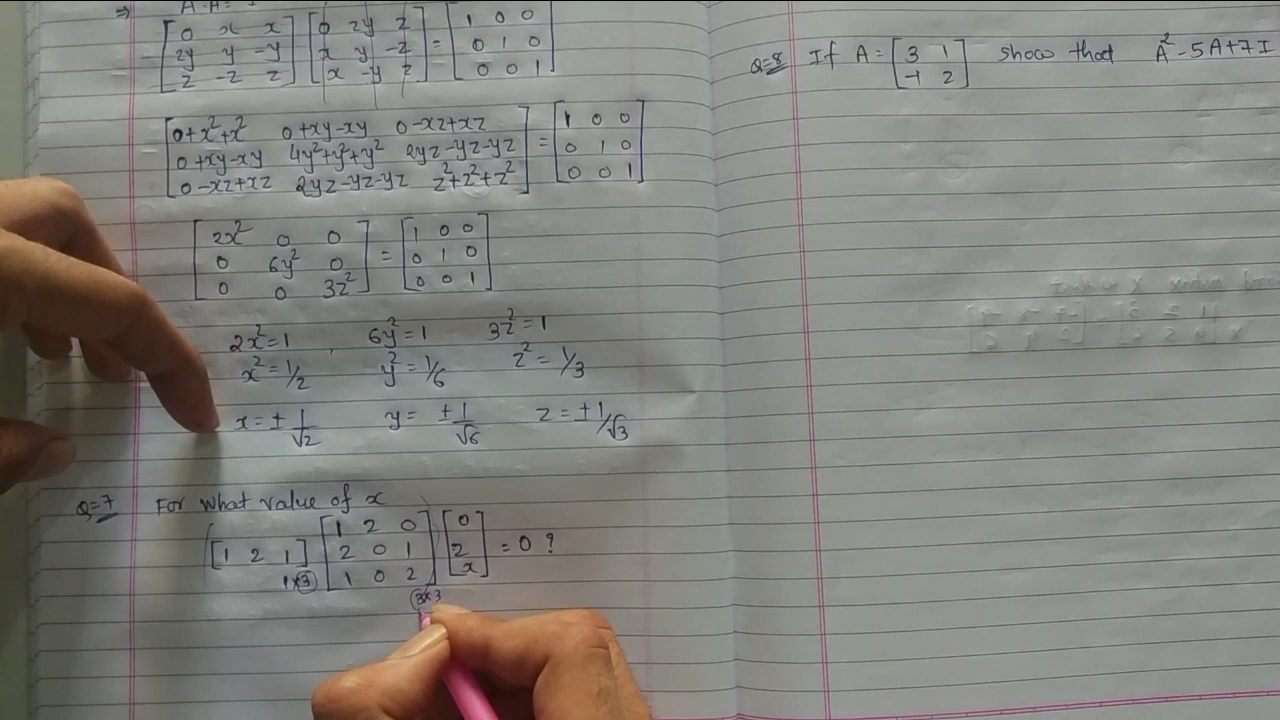 ⇒ A'A =
[0 x x; 2y y -y; z -z z] [0 2y z; x y -z; x -y z] = [1 0 0; 0 1 0; 0 0 1]
[0+x²+x² 0+xy-xy 0-xz+xz; 0+xy-xy 4y²+y²+y² 2yz-yz-yz; 0-xz+xz 2yz-yz-yz z²+z²+z²] = [1 0 0; 0 1 0; 0 0 1]
[2x² 0 0; 0 6y² 0; 0 0 3z²] = [1 0 0; 0 1 0; 0 0 1]
2x²=1 , 6y²=1 3z²=1
x²=1/2 y²=1/6 z²=1/3
x=± 1/√2 y= ±1/√6 z=±1/√3
Q=7 For what value of x
[1 2 1] [1 2 0; 2 0 1; 1 0 2] [0; 2; x] = 0 ?
1×3 3×3
Q=8 If A = [3 1; -1 2] show that A²-5A+7I